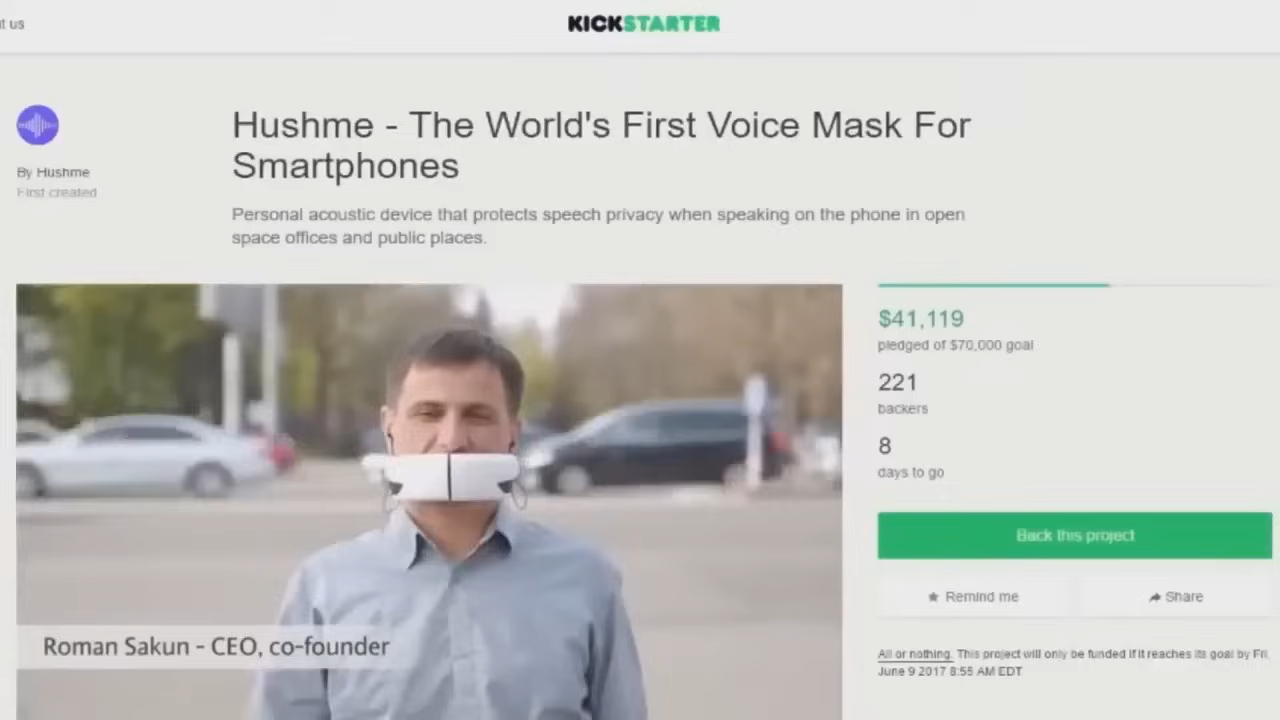 t us
KICKSTARTER
Hushme - The World's First Voice Mask For
Smartphones
By Hushme
First created
Personal acoustic device that protects speech privacy when speaking on the phone in open
space offices and public places.
$41,119
pledged of $70,000 goal
221
backers
8
days to go
Back this project
Remind me
Share
Roman Sakun - CEO, co-founder
All or nothing. This project will only be funded if it reaches its goal by Fri,
June 9 2017 8:55 AM EDT